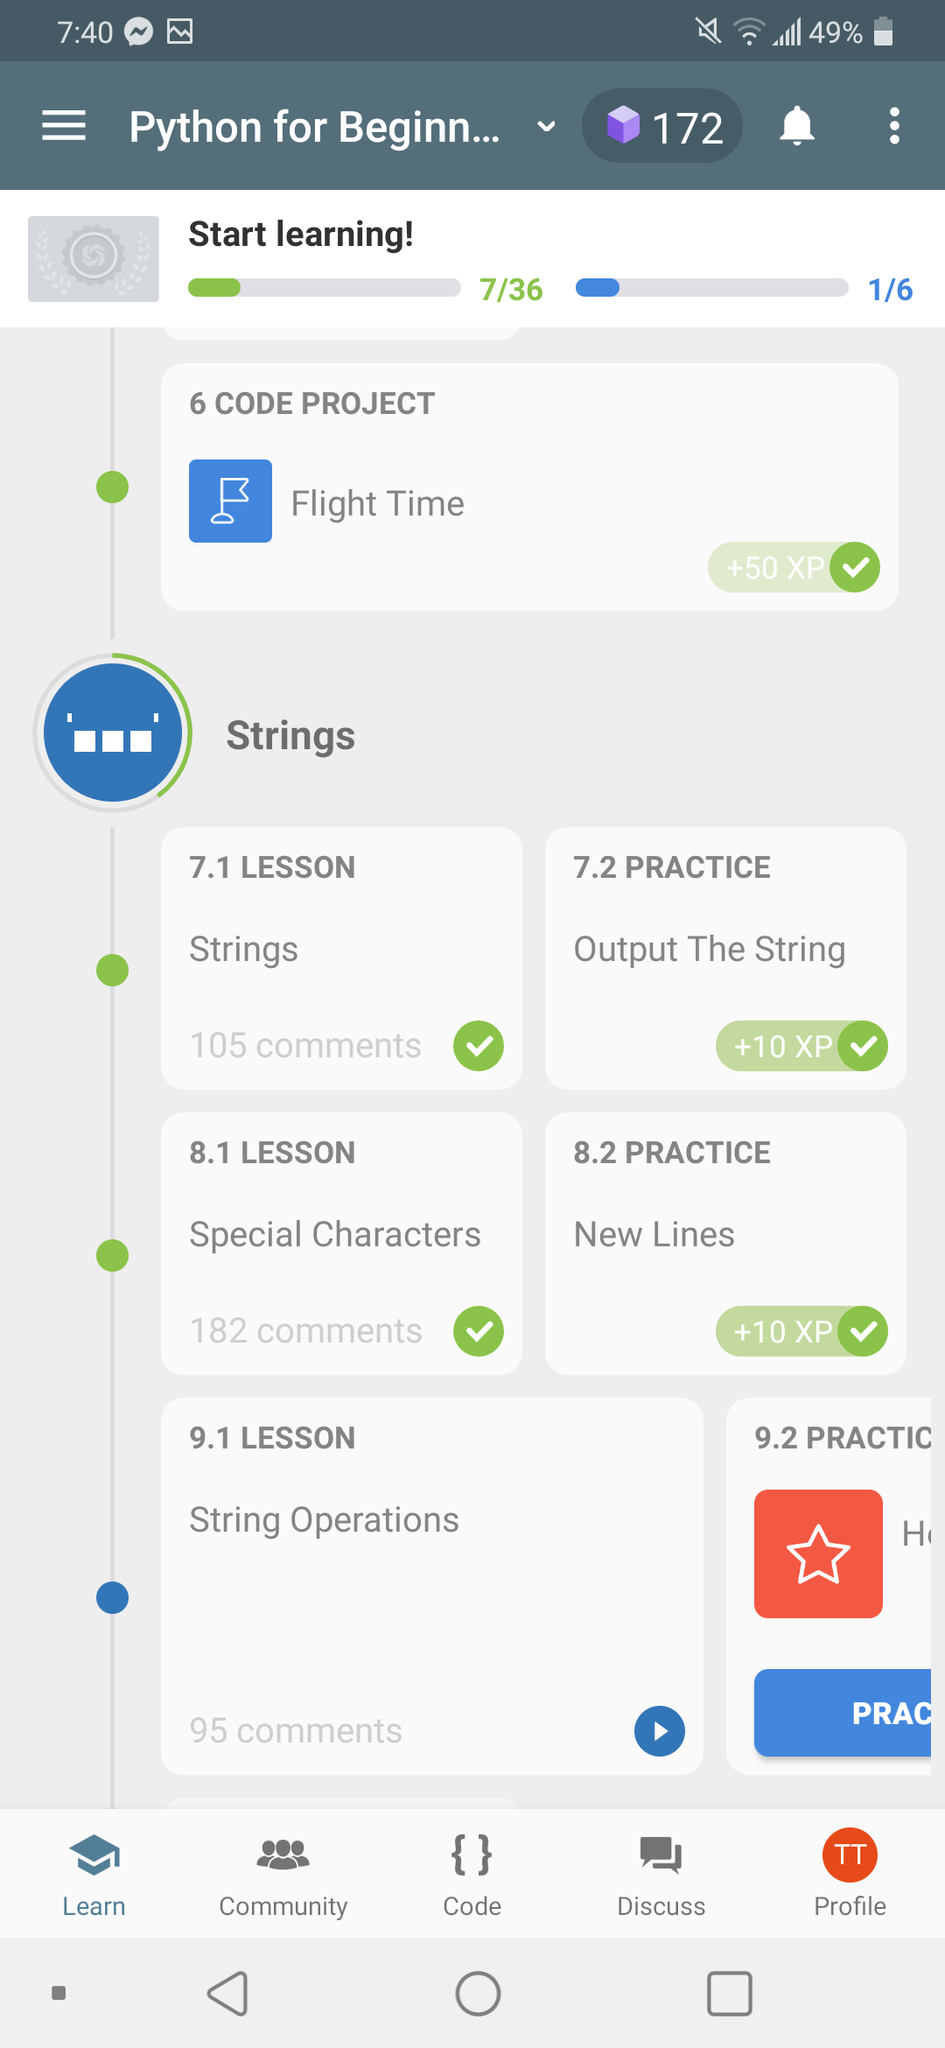 7:40 49%
Python for Beginn... 172
Start learning!
7/36 1/6
6 CODE PROJECT
Flight Time
+50 XP
Strings
7.1 LESSON
Strings
105 comments
7.2 PRACTICE
Output The String
+10 XP
8.1 LESSON
Special Characters
182 comments
8.2 PRACTICE
New Lines
+10 XP
9.1 LESSON
String Operations
95 comments
9.2 PRACTIC
PRAC
Learn
Community
Code
Discuss
TT
Profile